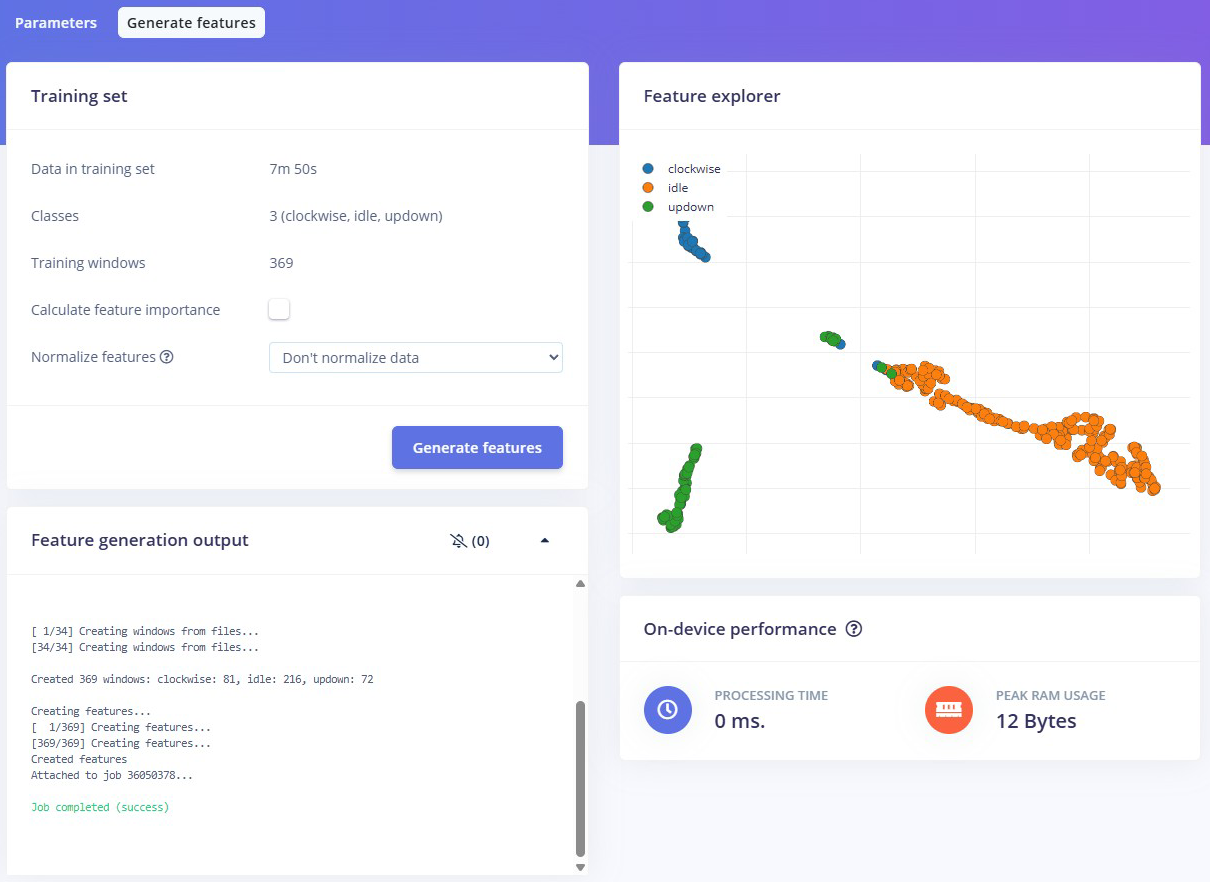 Parameters
Generate features
Training set
Data in training set 7m 50s
Classes 3 (clockwise, idle, updown)
Training windows 369
Calculate feature importance
Normalize features Don't normalize data
Generate features
Feature generation output (0)
[ 1/34] Creating windows from files...
[34/34] Creating windows from files...
Created 369 windows: clockwise: 81, idle: 216, updown: 72
Creating features...
[  1/369] Creating features...
[369/369] Creating features...
Created features
Attached to job 36050378...
Job completed (success)
Feature explorer
clockwise
idle
updown
On-device performance
PROCESSING TIME
0 ms.
PEAK RAM USAGE
12 Bytes